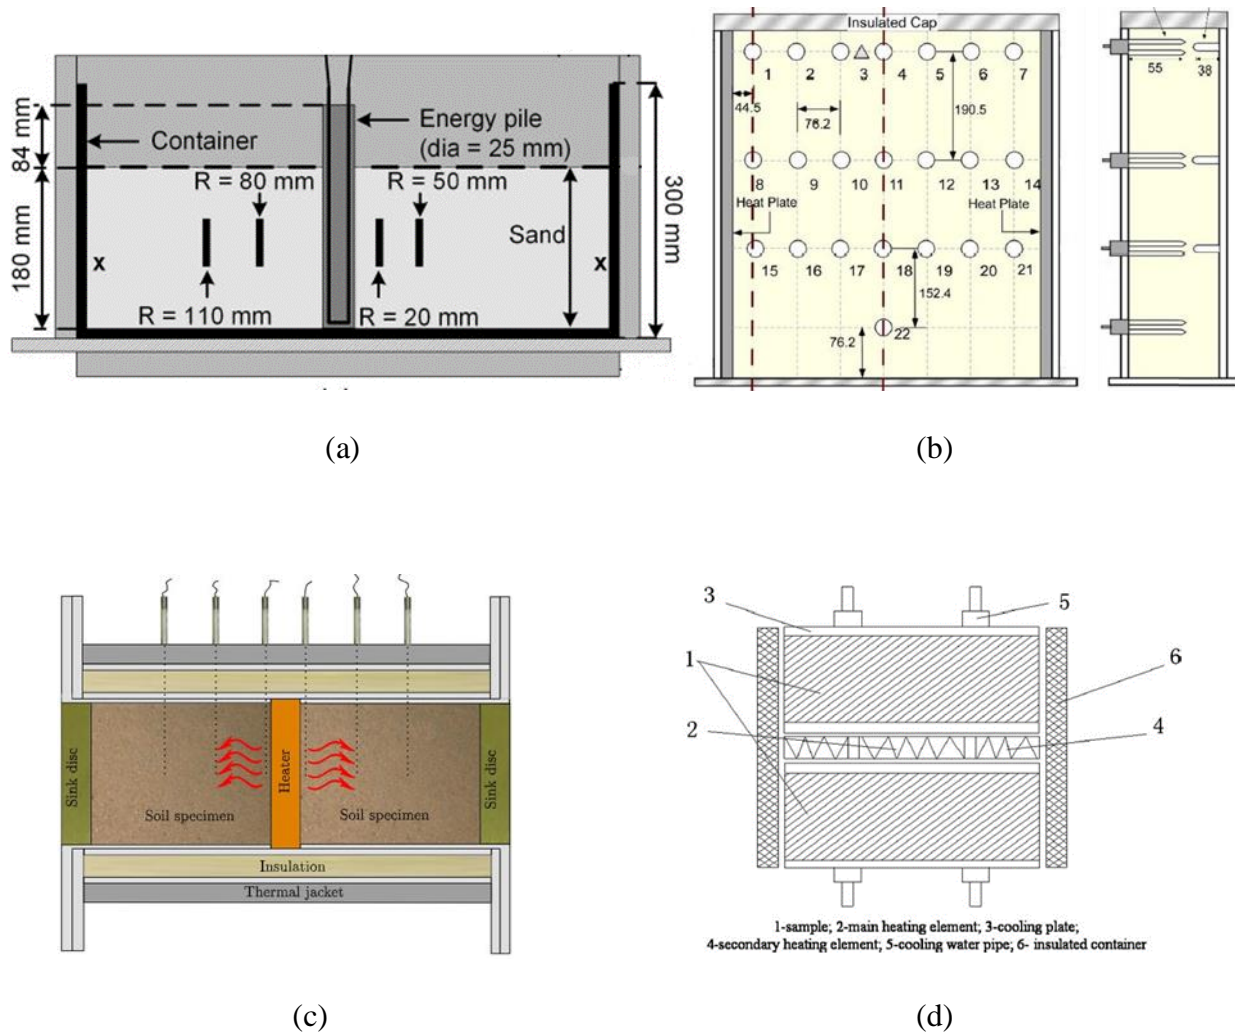 84 mm
Container
Energy pile
(dia = 25 mm)
R = 80 mm
R = 50 mm
180 mm
Sand
300 mm
x
x
R = 110 mm
R = 20 mm
(a)
Insulated Cap
1 2 3 4 5 6 7
44.5
76.2
190.5
8 9 10 11 12 13 14
Heat Plate
Heat Plate
15 16 17 18 19 20 21
152.4
22
76.2
55
38
(b)
Sink disc
Soil specimen
Heater
Soil specimen
Sink disc
Insulation
Thermal jacket
(c)
3
5
1
6
2
4
1-sample; 2-main heating element; 3-cooling plate;
4-secondary heating element; 5-cooling water pipe; 6- insulated container
(d)